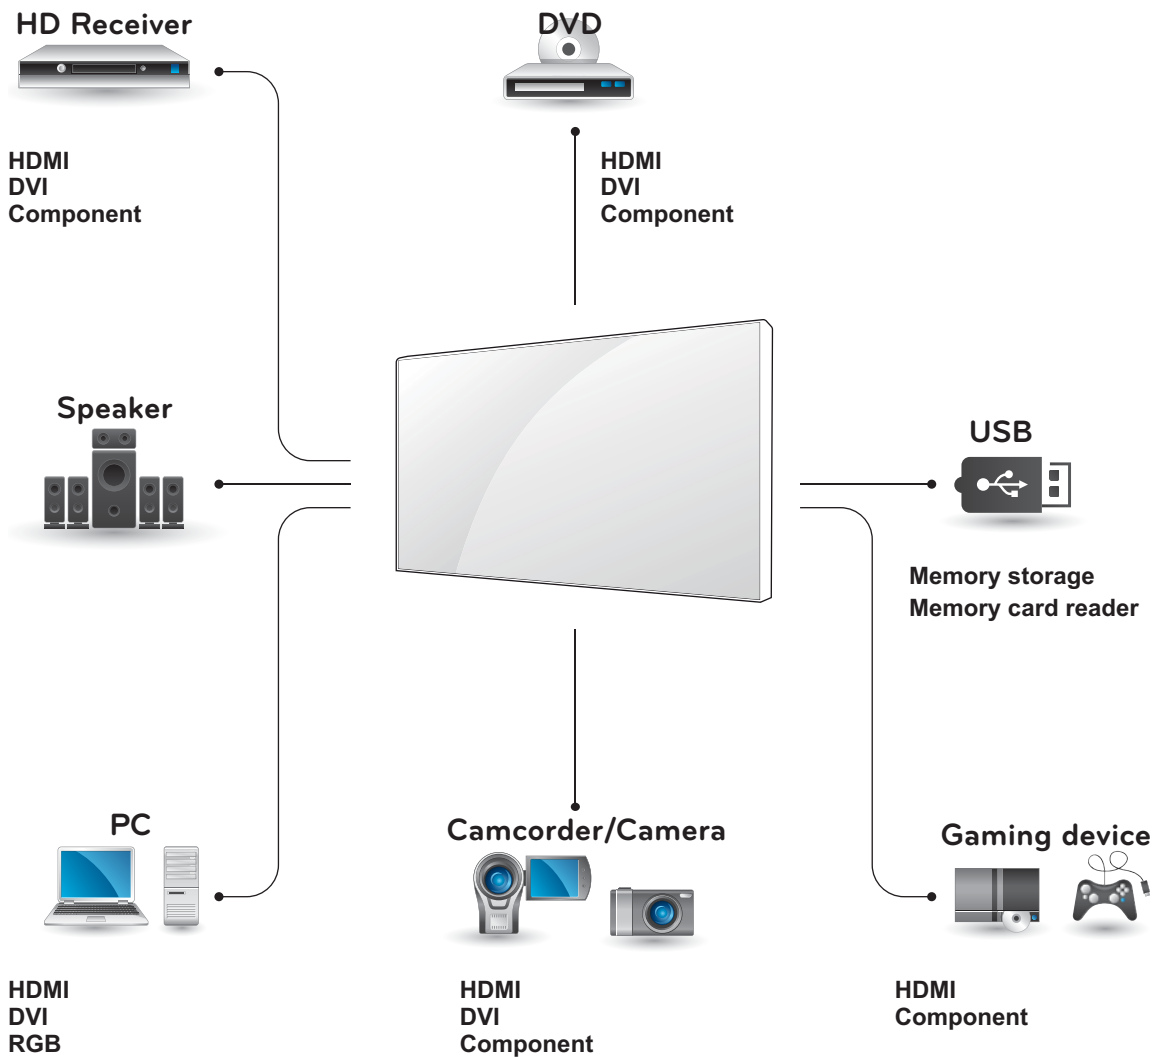 HD Receiver
HDMI
DVI
Component
DVD
HDMI
DVI
Component
Speaker
USB
Memory storage
Memory card reader
PC
HDMI
DVI
RGB
Camcorder/Camera
HDMI
DVI
Component
Gaming device
HDMI
Component